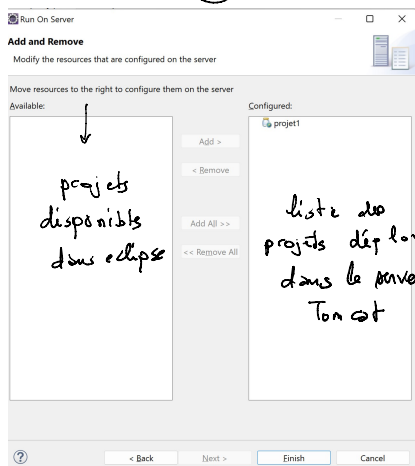 Run On Server
Add and Remove
Modify the resources that are configured on the server
Move resources to the right to configure them on the server
Available:
Configured:
projet1
Add >
< Remove
Add All >>
<< Remove All
projets
disponibles
dans eclipse
liste des
projets déplo
dans le serve
Tomcat
?
< Back
Next >
Finish
Cancel